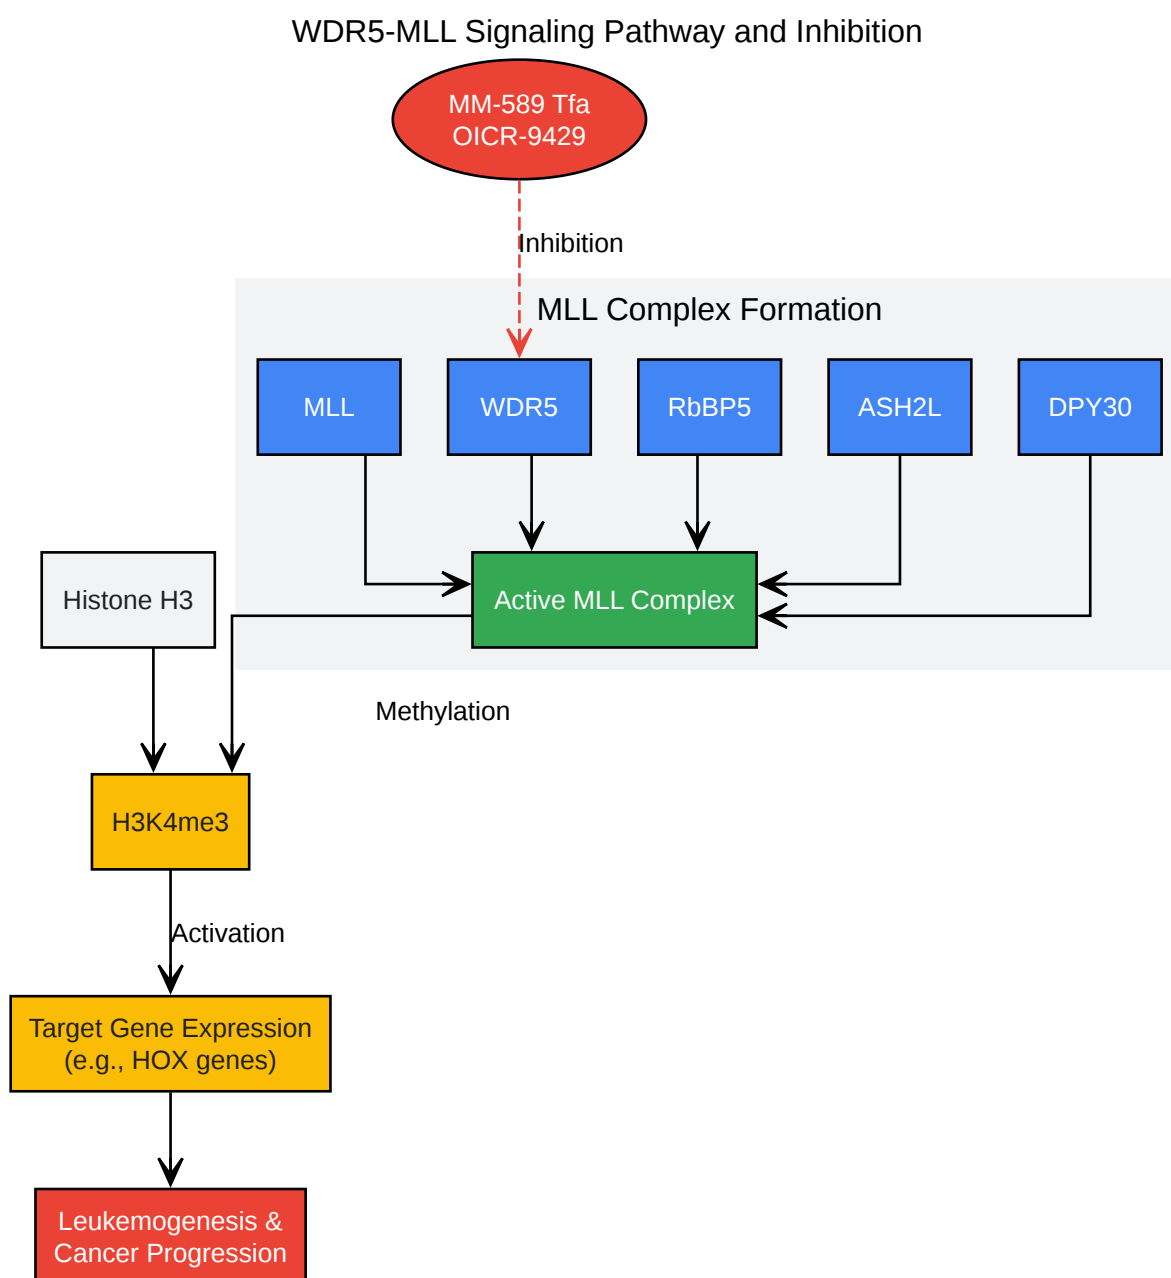 WDR5-MLL Signaling Pathway and Inhibition
MM-589 Tfa
OICR-9429
Inhibition
MLL Complex Formation
MLL
WDR5
RbBP5
ASH2L
DPY30
Histone H3
Active MLL Complex
Methylation
H3K4me3
Activation
Target Gene Expression
(e.g., HOX genes)
Leukemogenesis &
Cancer Progression